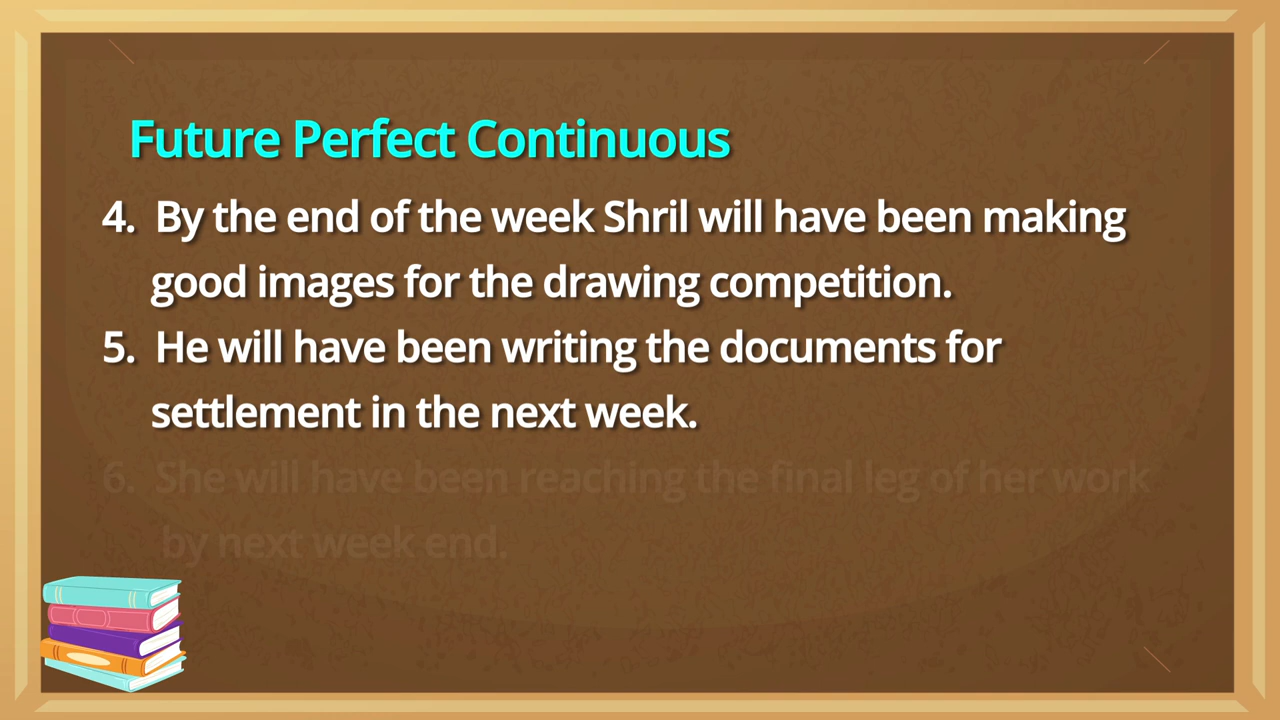 Future Perfect Continuous
4. By the end of the week Shril will have been making
good images for the drawing competition.
5. He will have been writing the documents for
settlement in the next week.
6. She will have been reaching the final leg of her work
by next week end.